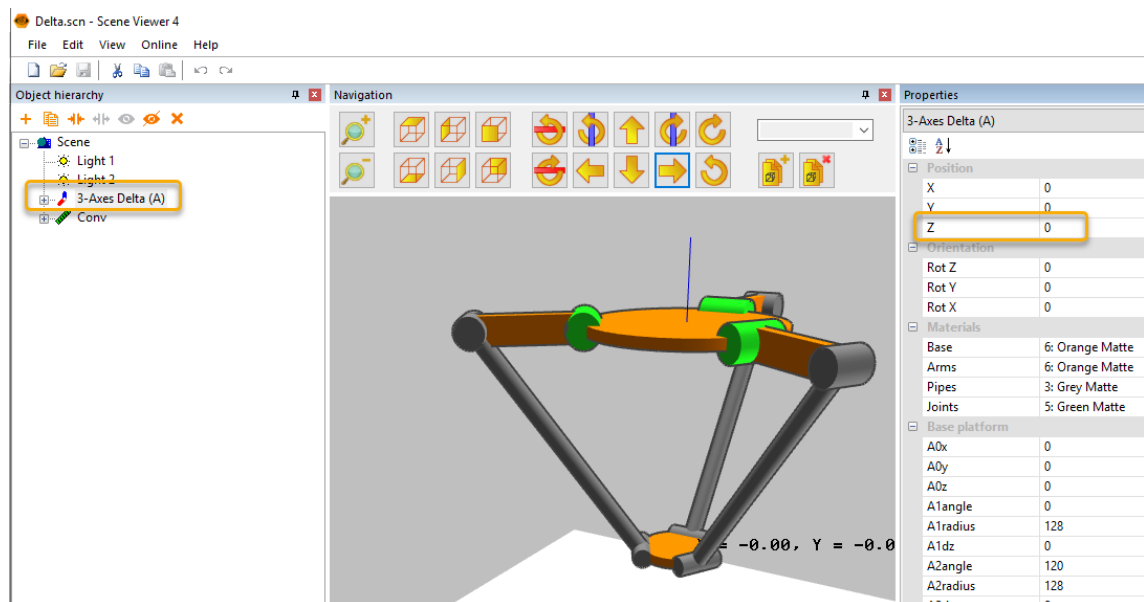 Delta.scn - Scene Viewer 4
File Edit View Online Help
Object hierarchy
Scene
Light 1
Light 2
3-Axes Delta (A)
Conv
Navigation
X = -0.00, Y = -0.0
Properties
3-Axes Delta (A)
Position
X 0
Y 0
Z 0
Orientation
Rot Z 0
Rot Y 0
Rot X 0
Materials
Base 6: Orange Matte
Arms 6: Orange Matte
Pipes 3: Grey Matte
Joints 5: Green Matte
Base platform
A0x 0
A0y 0
A0z 0
A1angle 0
A1radius 128
A1dz 0
A2angle 120
A2radius 128